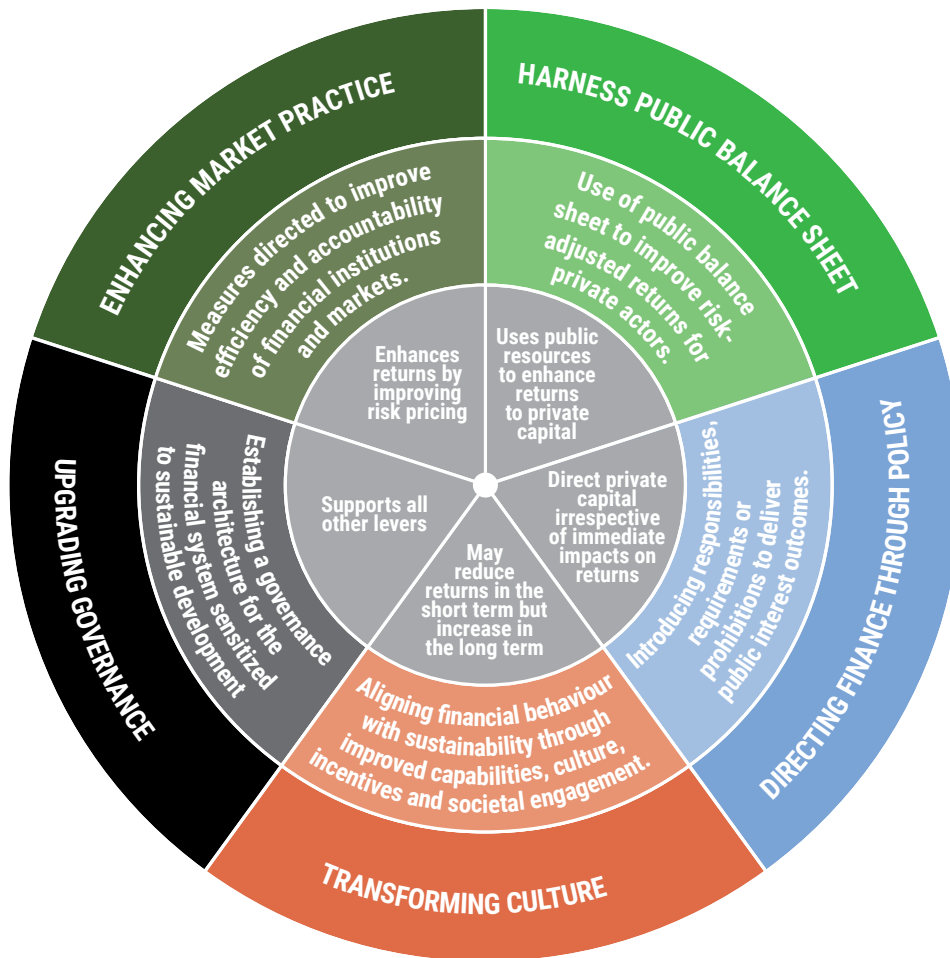 ENHANCING MARKET PRACTICE
Measures directed to improve
efficiency and accountability
of financial institutions
and markets.
Enhances
returns by
improving
risk pricing
HARNESS PUBLIC BALANCE SHEET
Use of public balance
sheet to improve risk-
adjusted returns for
private actors.
Uses public
resources
to enhance
returns
to private
capital
DIRECTING FINANCE THROUGH POLICY
Introducing responsibilities,
requirements or
prohibitions to deliver
public interest outcomes.
Direct private
capital
irrespective
of immediate
impacts on
returns
TRANSFORMING CULTURE
Aligning financial behaviour
with sustainability through
improved capabilities, culture,
incentives and societal engagement.
May
reduce
returns in the
short term but
increase in
the long term
UPGRADING GOVERNANCE
Establishing a governance
architecture for the
financial system sensitized
to sustainable development
Supports all
other levers